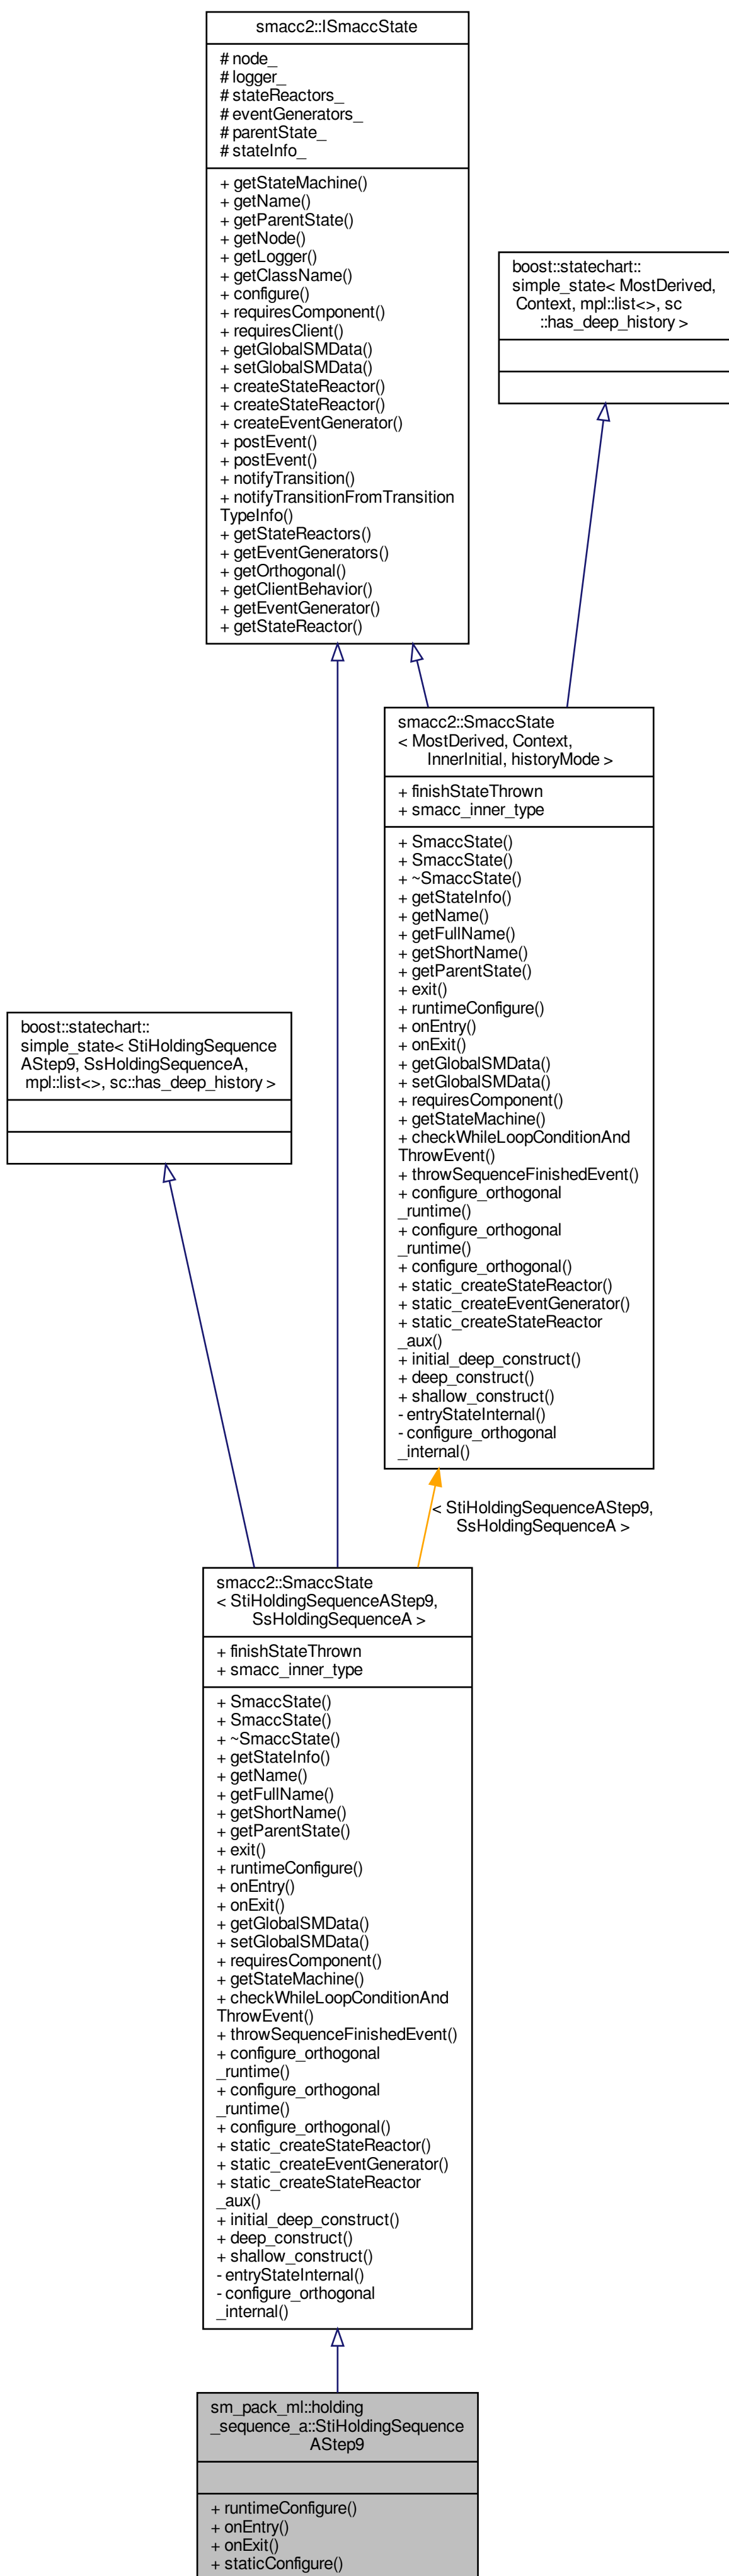 smacc2::ISmaccState
# node_
# logger_
# stateReactors_
# eventGenerators_
# parentState_
# stateInfo_
+ getStateMachine()
+ getName()
+ getParentState()
+ getNode()
+ getLogger()
+ getClassName()
+ configure()
+ requiresComponent()
+ requiresClient()
+ getGlobalSMData()
+ setGlobalSMData()
+ createStateReactor()
+ createStateReactor()
+ createEventGenerator()
+ postEvent()
+ postEvent()
+ notifyTransition()
+ notifyTransitionFromTransition
TypeInfo()
+ getStateReactors()
+ getEventGenerators()
+ getOrthogonal()
+ getClientBehavior()
+ getEventGenerator()
+ getStateReactor()
boost::statechart::
simple_state< MostDerived,
Context, mpl::list<>, sc
::has_deep_history >
smacc2::SmaccState
< MostDerived, Context,
InnerInitial, historyMode >
+ finishStateThrown
+ smacc_inner_type
+ SmaccState()
+ SmaccState()
+ ~SmaccState()
+ getStateInfo()
+ getName()
+ getFullName()
+ getShortName()
+ getParentState()
+ exit()
+ runtimeConfigure()
+ onEntry()
+ onExit()
+ getGlobalSMData()
+ setGlobalSMData()
+ requiresComponent()
+ getStateMachine()
+ checkWhileLoopConditionAnd
ThrowEvent()
+ throwSequenceFinishedEvent()
+ configure_orthogonal
_runtime()
+ configure_orthogonal
_runtime()
+ configure_orthogonal()
+ static_createStateReactor()
+ static_createEventGenerator()
+ static_createStateReactor
_aux()
+ initial_deep_construct()
+ deep_construct()
+ shallow_construct()
- entryStateInternal()
- configure_orthogonal
_internal()
boost::statechart::
simple_state< StiHoldingSequence
AStep9, SsHoldingSequenceA,
mpl::list<>, sc::has_deep_history >
< StiHoldingSequenceAStep9,
SsHoldingSequenceA >
smacc2::SmaccState
< StiHoldingSequenceAStep9,
SsHoldingSequenceA >
+ finishStateThrown
+ smacc_inner_type
+ SmaccState()
+ SmaccState()
+ ~SmaccState()
+ getStateInfo()
+ getName()
+ getFullName()
+ getShortName()
+ getParentState()
+ exit()
+ runtimeConfigure()
+ onEntry()
+ onExit()
+ getGlobalSMData()
+ setGlobalSMData()
+ requiresComponent()
+ getStateMachine()
+ checkWhileLoopConditionAnd
ThrowEvent()
+ throwSequenceFinishedEvent()
+ configure_orthogonal
_runtime()
+ configure_orthogonal
_runtime()
+ configure_orthogonal()
+ static_createStateReactor()
+ static_createEventGenerator()
+ static_createStateReactor
_aux()
+ initial_deep_construct()
+ deep_construct()
+ shallow_construct()
- entryStateInternal()
- configure_orthogonal
_internal()
sm_pack_ml::holding
_sequence_a::StiHoldingSequence
AStep9
+ runtimeConfigure()
+ onEntry()
+ onExit()
+ staticConfigure()